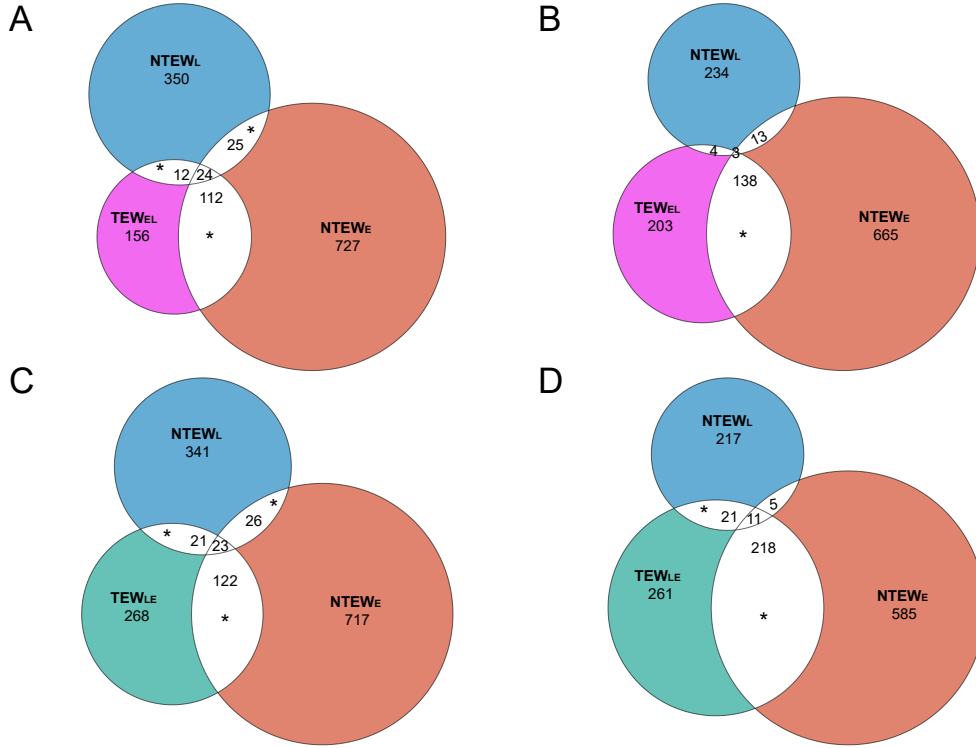 A
NTEWL
350
*
25
*
12
24
112
TEWEL
156
*
NTEWE
727
B
NTEWL
234
13
4
3
138
TEWEL
203
*
NTEWE
665
C
NTEWL
341
*
26
*
21
23
122
TEWLE
268
*
NTEWE
717
D
NTEWL
217
5
*
21
11
218
TEWLE
261
*
NTEWE
585